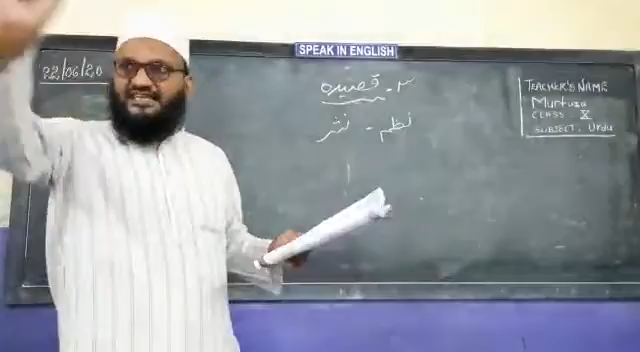 SPEAK IN ENGLISH
22/06/20
۳- قصیدہ
نظم - نثر
TEACHER'S NAME
Murtuza
CLASS X
SUBJECT. Urdu